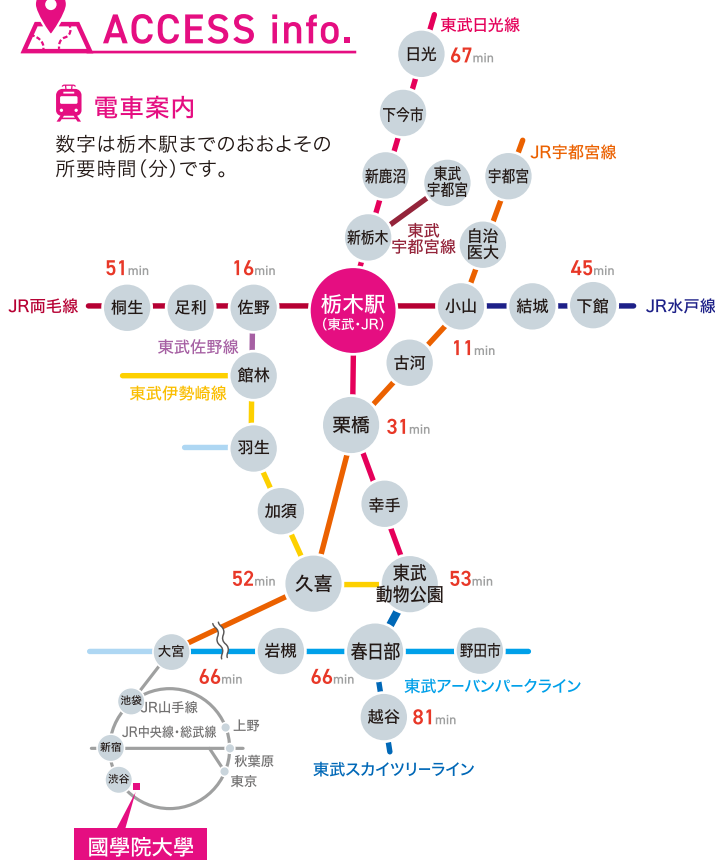 ACCESS info.
電車案内
数字は栃木駅までのおおよその
所要時間（分）です。
東武日光線
日光
67min
下今市
JR宇都宮線
新鹿沼
東武
宇都宮
宇都宮
新栃木
東武
宇都宮線
自治
医大
51min
16min
45min
JR両毛線
桐生
足利
佐野
栃木駅
（東武・JR）
小山
結城
下館
JR水戸線
東武佐野線
11min
古河
館林
東武伊勢崎線
栗橋
31min
羽生
加須
幸手
52min
久喜
東武
動物公園
53min
大宮
岩槻
春日部
野田市
66min
66min
東武アーバンパークライン
池袋
JR山手線
越谷
81min
上野
JR中央線・総武線
新宿
秋葉原
東武スカイツリーライン
渋谷
東京
國學院大學